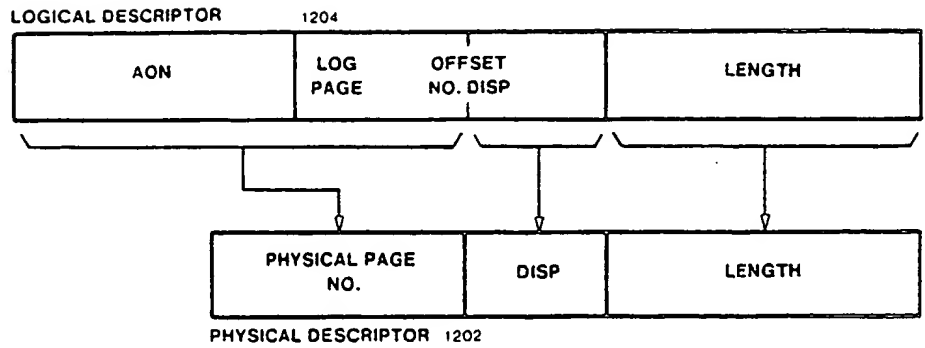 LOGICAL DESCRIPTOR 1204
AON
LOG PAGE
OFFSET NO. DISP
LENGTH
PHYSICAL PAGE NO.
DISP
LENGTH
PHYSICAL DESCRIPTOR 1202